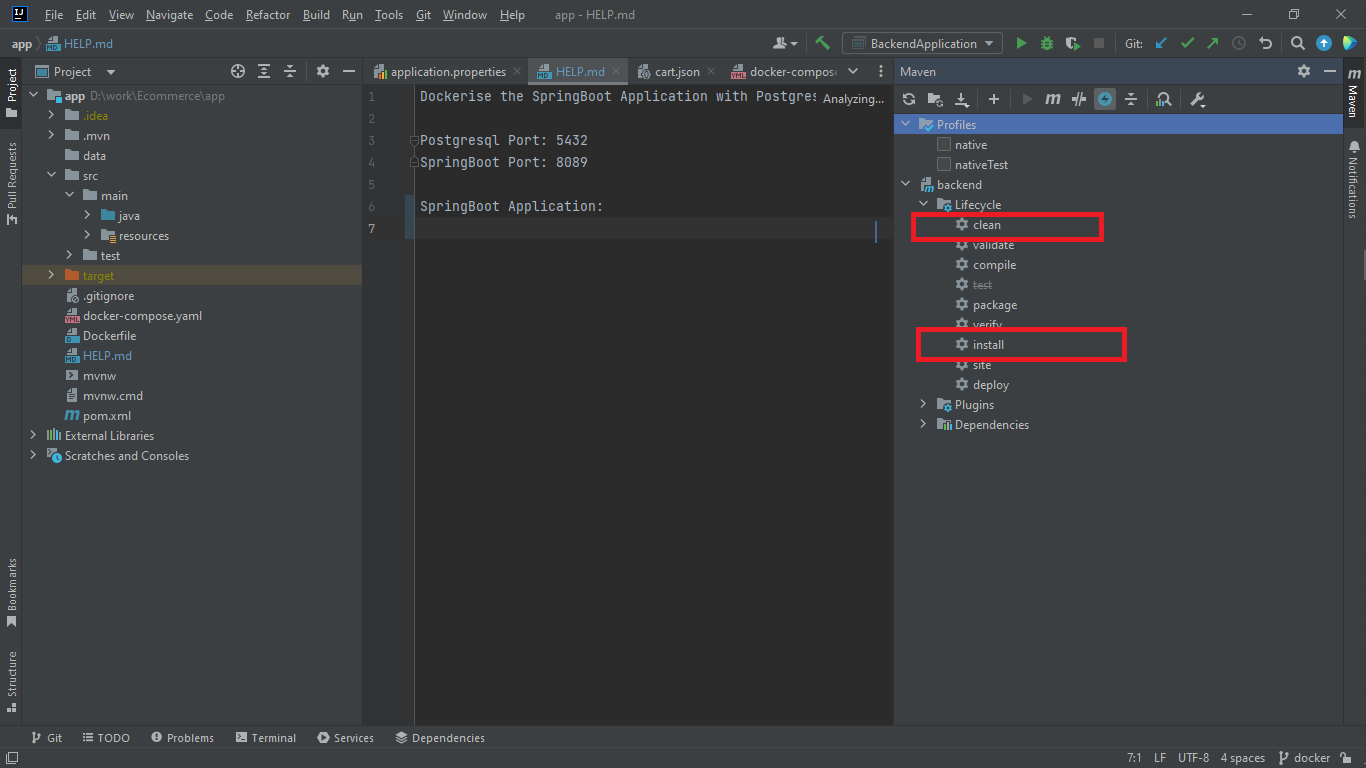 File Edit View Navigate Code Refactor Build Run Tools Git Window Help app - HELP.md
app HELP.md BackendApplication Git:
Project
Pull Requests
Bookmarks
Structure
Project
app D:\work\Ecommerce\app
.idea
.mvn
data
src
main
java
resources
test
target
.gitignore
docker-compose.yaml
Dockerfile
HELP.md
mvnw
mvnw.cmd
pom.xml
External Libraries
Scratches and Consoles
application.properties HELP.md cart.json docker-compose
1 Dockerise the SpringBoot Application with Postgres Analyzing...
2
3 Postgresql Port: 5432
4 SpringBoot Port: 8089
5
6 SpringBoot Application:
7
Maven
Profiles
native
nativeTest
backend
Lifecycle
clean
validate
compile
test
package
verify
install
site
deploy
Plugins
Dependencies
Maven
Notifications
Git TODO Problems Terminal Services Dependencies
7:1 LF UTF-8 4 spaces docker